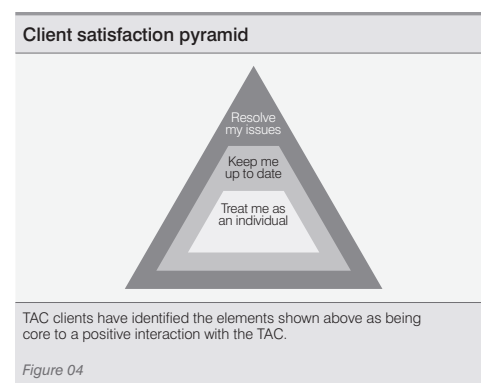 Client satisfaction pyramid
Resolve
my issues
Keep me
up to date
Treat me as
an individual
TAC clients have identified the elements shown above as being
core to a positive interaction with the TAC.
Figure 04